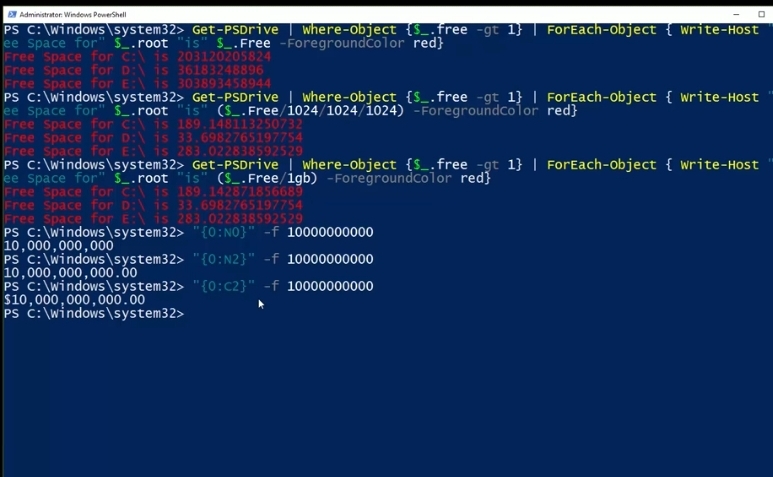 Administrator: Windows PowerShell
PS C:\Windows\system32> Get-PSDrive | Where-Object {$_.free -gt 1} | ForEach-Object { Write-Host "
ee Space for" $_.root "is" $_.Free -ForegroundColor red}
Free Space for C:\ is 203120205824
Free Space for D:\ is 36183248896
Free Space for E:\ is 303893458944
PS C:\Windows\system32> Get-PSDrive | Where-Object {$_.free -gt 1} | ForEach-Object { Write-Host "
ee Space for" $_.root "is" ($_.Free/1024/1024/1024) -ForegroundColor red}
Free Space for C:\ is 189.148113250732
Free Space for D:\ is 33.6982765197754
Free Space for E:\ is 283.022838592529
PS C:\Windows\system32> Get-PSDrive | Where-Object {$_.free -gt 1} | ForEach-Object { Write-Host "
ee Space for" $_.root "is" ($_.Free/1gb) -ForegroundColor red}
Free Space for C:\ is 189.142871856689
Free Space for D:\ is 33.6982765197754
Free Space for E:\ is 283.022838592529
PS C:\Windows\system32> "{0:N0}" -f 10000000000
10,000,000,000
PS C:\Windows\system32> "{0:N2}" -f 10000000000
10,000,000,000.00
PS C:\Windows\system32> "{0:C2}" -f 10000000000
$10,000,000,000.00
PS C:\Windows\system32>